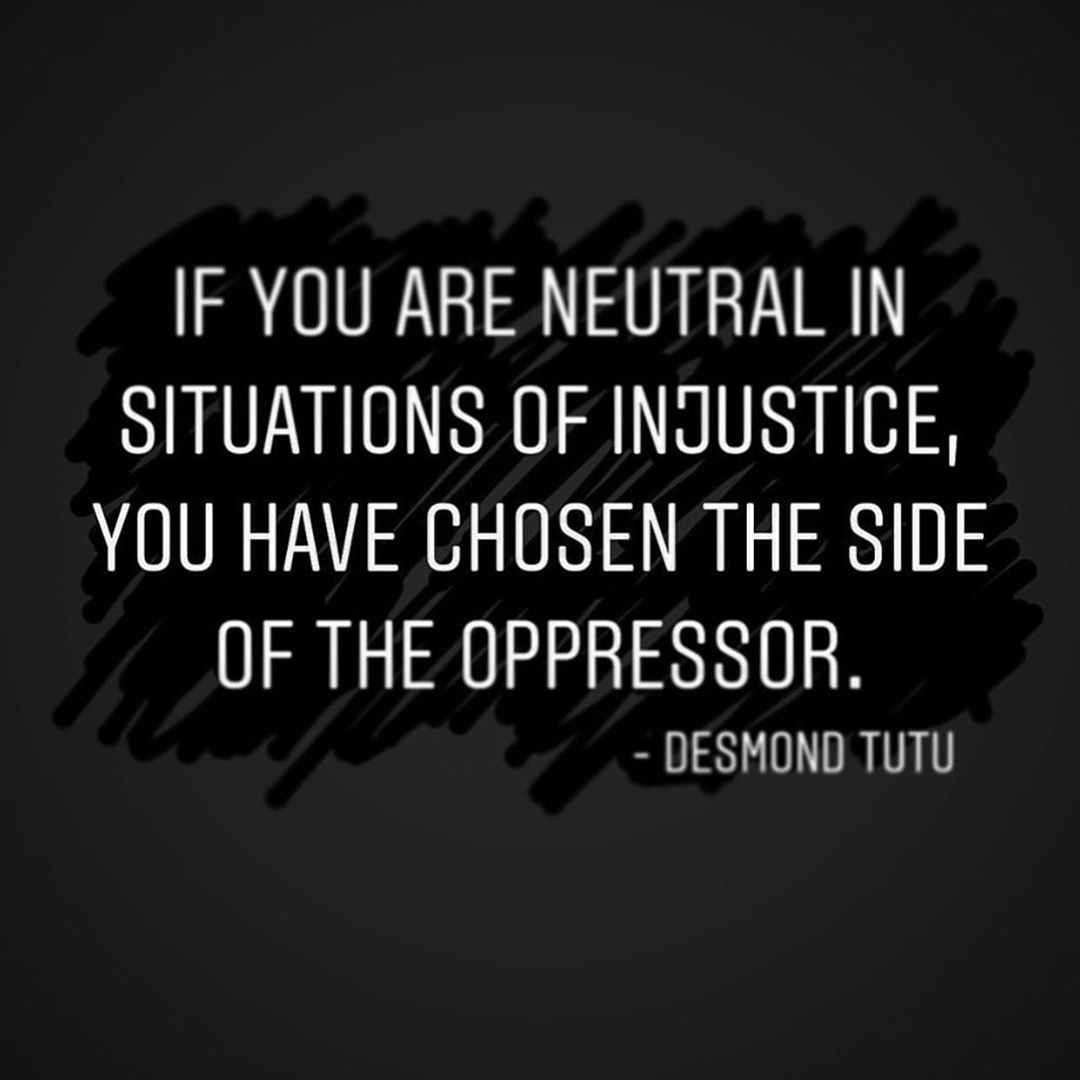 IF YOU ARE NEUTRAL IN
SITUATIONS OF INJUSTICE,
YOU HAVE CHOSEN THE SIDE
OF THE OPPRESSOR.
- DESMOND TUTU